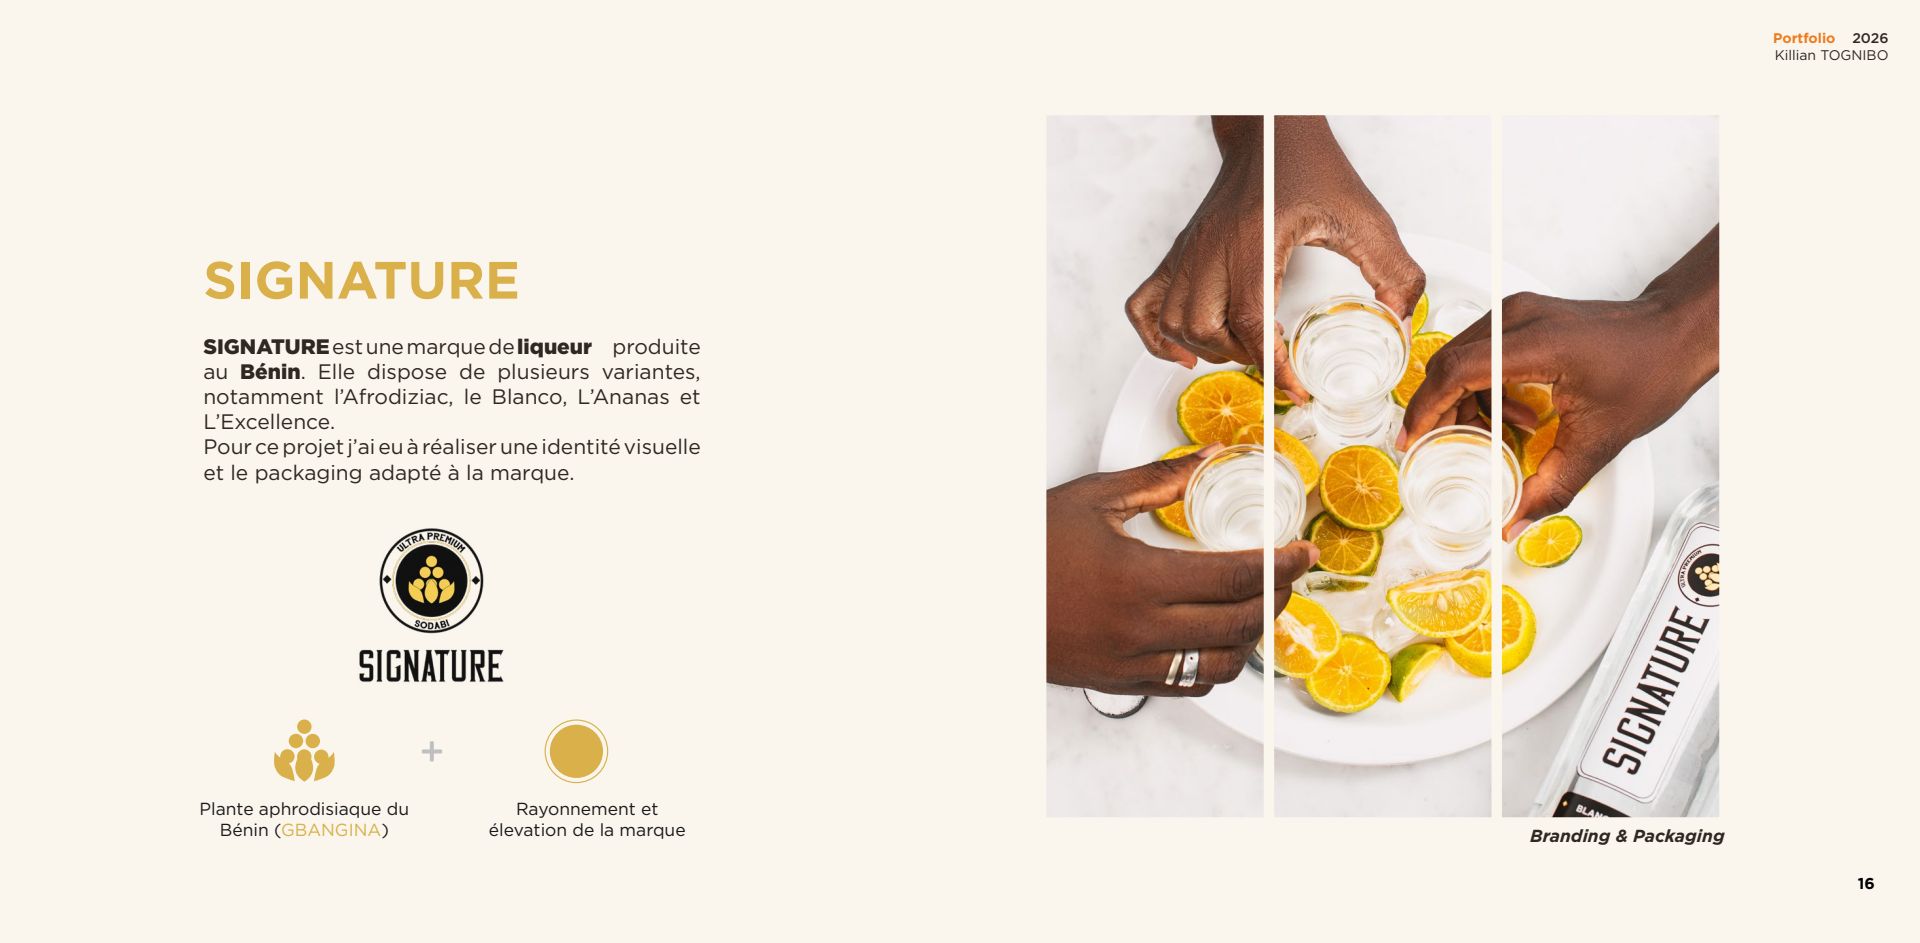 Portfolio 2026
Killian TOGNIBO
SIGNATURE
SIGNATURE est une marque de liqueur produite
au Bénin. Elle dispose de plusieurs variantes,
notamment l’Afrodiziac, le Blanco, L’Ananas et
L’Excellence.
Pour ce projet j’ai eu à réaliser une identité visuelle
et le packaging adapté à la marque.
ULTRA PREMIUM
SODABI
SIGNATURE
+
Plante aphrodisiaque du
Bénin (GBANGINA)
Rayonnement et
élevation de la marque
ULTRA PREMIUM
SIGNATURE
Branding & Packaging
16